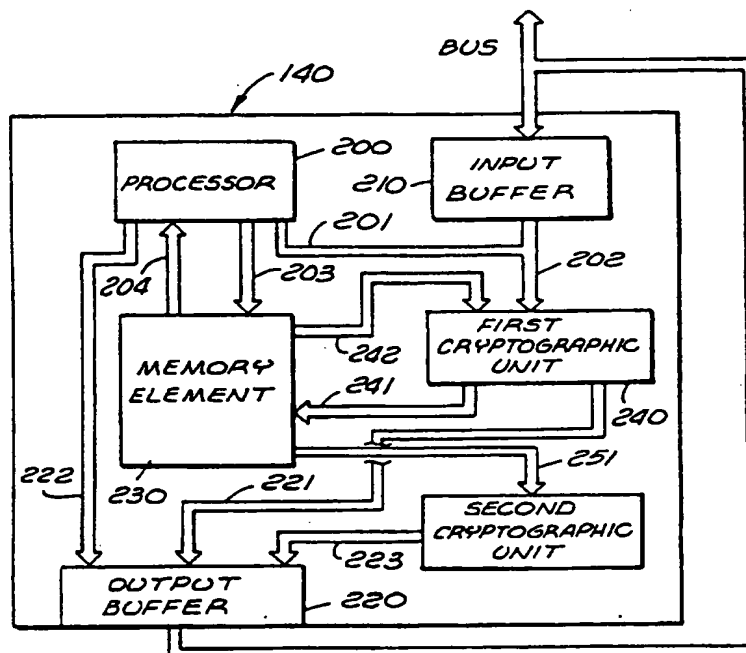 BUS
140
200
PROCESSOR
210
INPUT
BUFFER
201
204
203
202
242
FIRST
CRYPTOGRAPHIC
UNIT
MEMORY
ELEMENT
241
240
230
222
221
251
SECOND
CRYPTOGRAPHIC
UNIT
223
OUTPUT
BUFFER
220